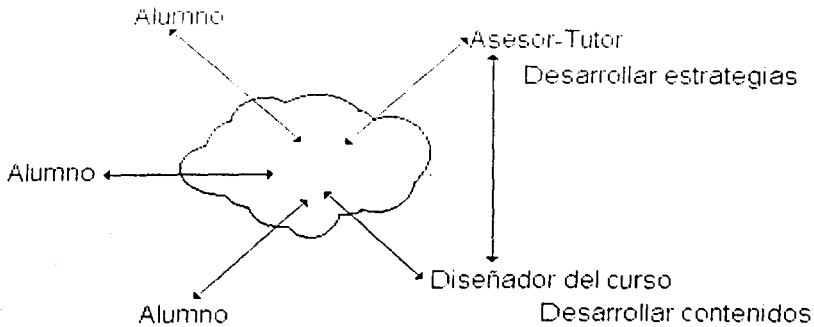 Alumno
Asesor-Tutor
Desarrollar estrategias
Alumno
Diseñador del curso
Alumno
Desarrollar contenidos